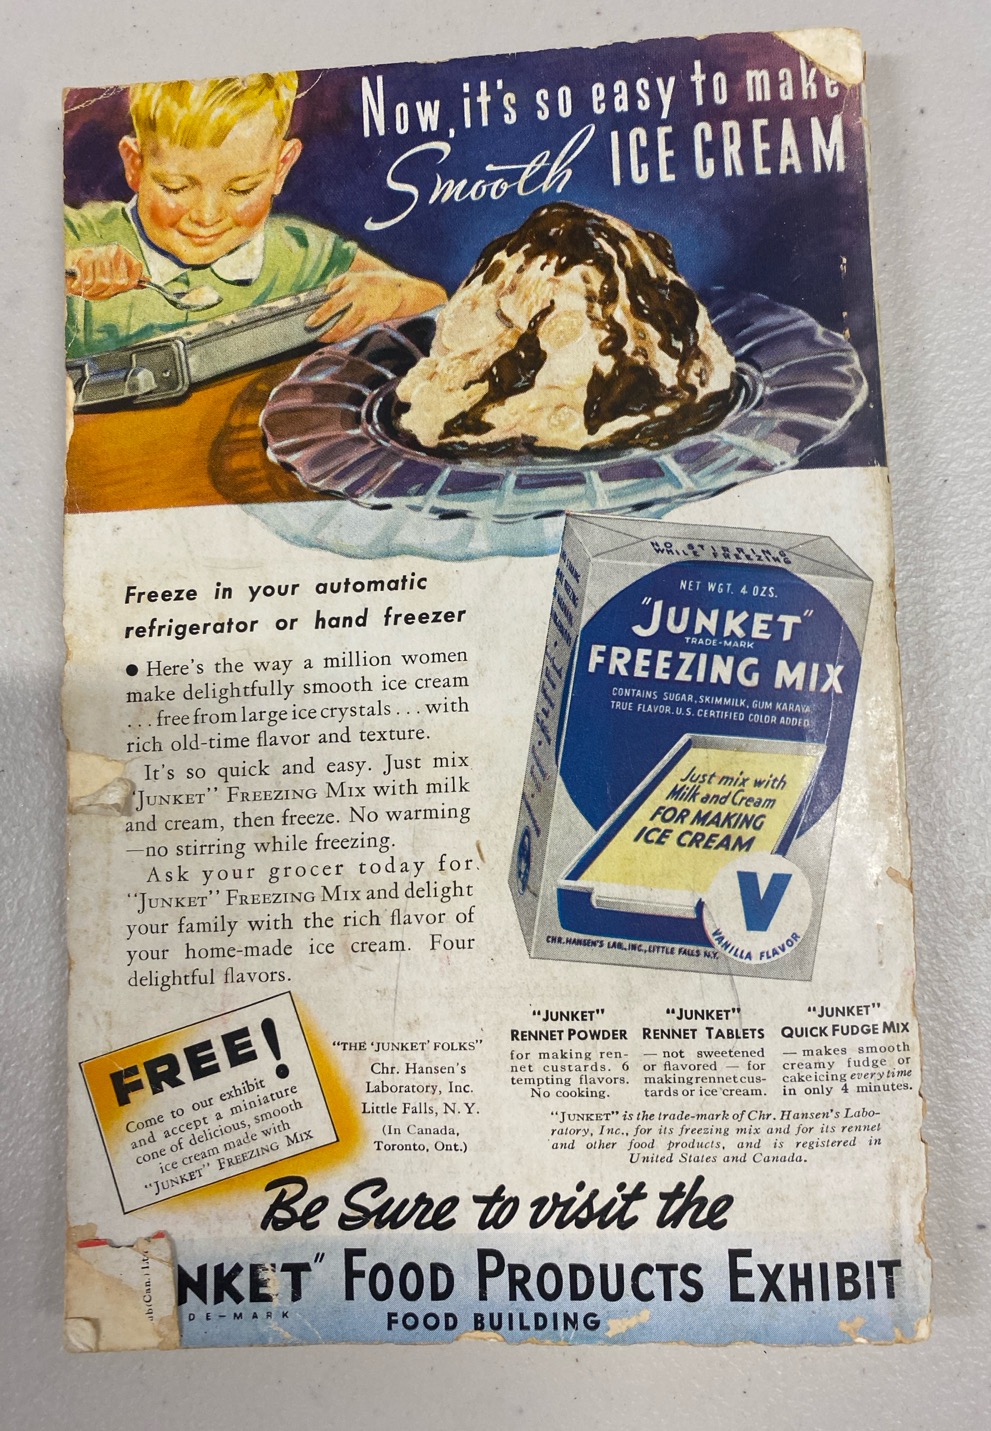 Now, it's so easy to make
Smooth ICE CREAM
Freeze in your automatic
refrigerator or hand freezer
● Here's the way a million women
make delightfully smooth ice cream
. . . free from large ice crystals . . . with
rich old-time flavor and texture.
It's so quick and easy. Just mix
"JUNKET" FREEZING MIX with milk
and cream, then freeze. No warming
—no stirring while freezing.
Ask your grocer today for
"JUNKET" FREEZING MIX and delight
your family with the rich flavor of
your home-made ice cream. Four
delightful flavors.
NO STIRRING
WHILE FREEZING
NET WGT. 4 OZS.
"JUNKET"
TRADE-MARK
FREEZING MIX
CONTAINS SUGAR, SKIMMILK, GUM KARAYA
TRUE FLAVOR. U.S. CERTIFIED COLOR ADDED
Just mix with
Milk and Cream
FOR MAKING
ICE CREAM
V
VANILLA FLAVOR
CHR. HANSEN'S LAB., INC., LITTLE FALLS N.Y.
FREE!
Come to our exhibit
and accept a miniature
cone of delicious, smooth
ice cream made with
"JUNKET" FREEZING MIX
"THE 'JUNKET' FOLKS"
Chr. Hansen's
Laboratory, Inc.
Little Falls, N. Y.
(In Canada,
Toronto, Ont.)
"JUNKET"
RENNET POWDER
for making ren-
net custards. 6
tempting flavors.
No cooking.
"JUNKET"
RENNET TABLETS
— not sweetened
or flavored — for
making rennet cus-
tards or ice cream.
"JUNKET"
QUICK FUDGE MIX
— makes smooth
creamy fudge or
cake icing every time
in only 4 minutes.
"JUNKET" is the trade-mark of Chr. Hansen's Labo-
ratory, Inc., for its freezing mix and for its rennet
and other food products, and is registered in
United States and Canada.
Be Sure to visit the
NKET" FOOD PRODUCTS EXHIBIT
DE-MARK
FOOD BUILDING